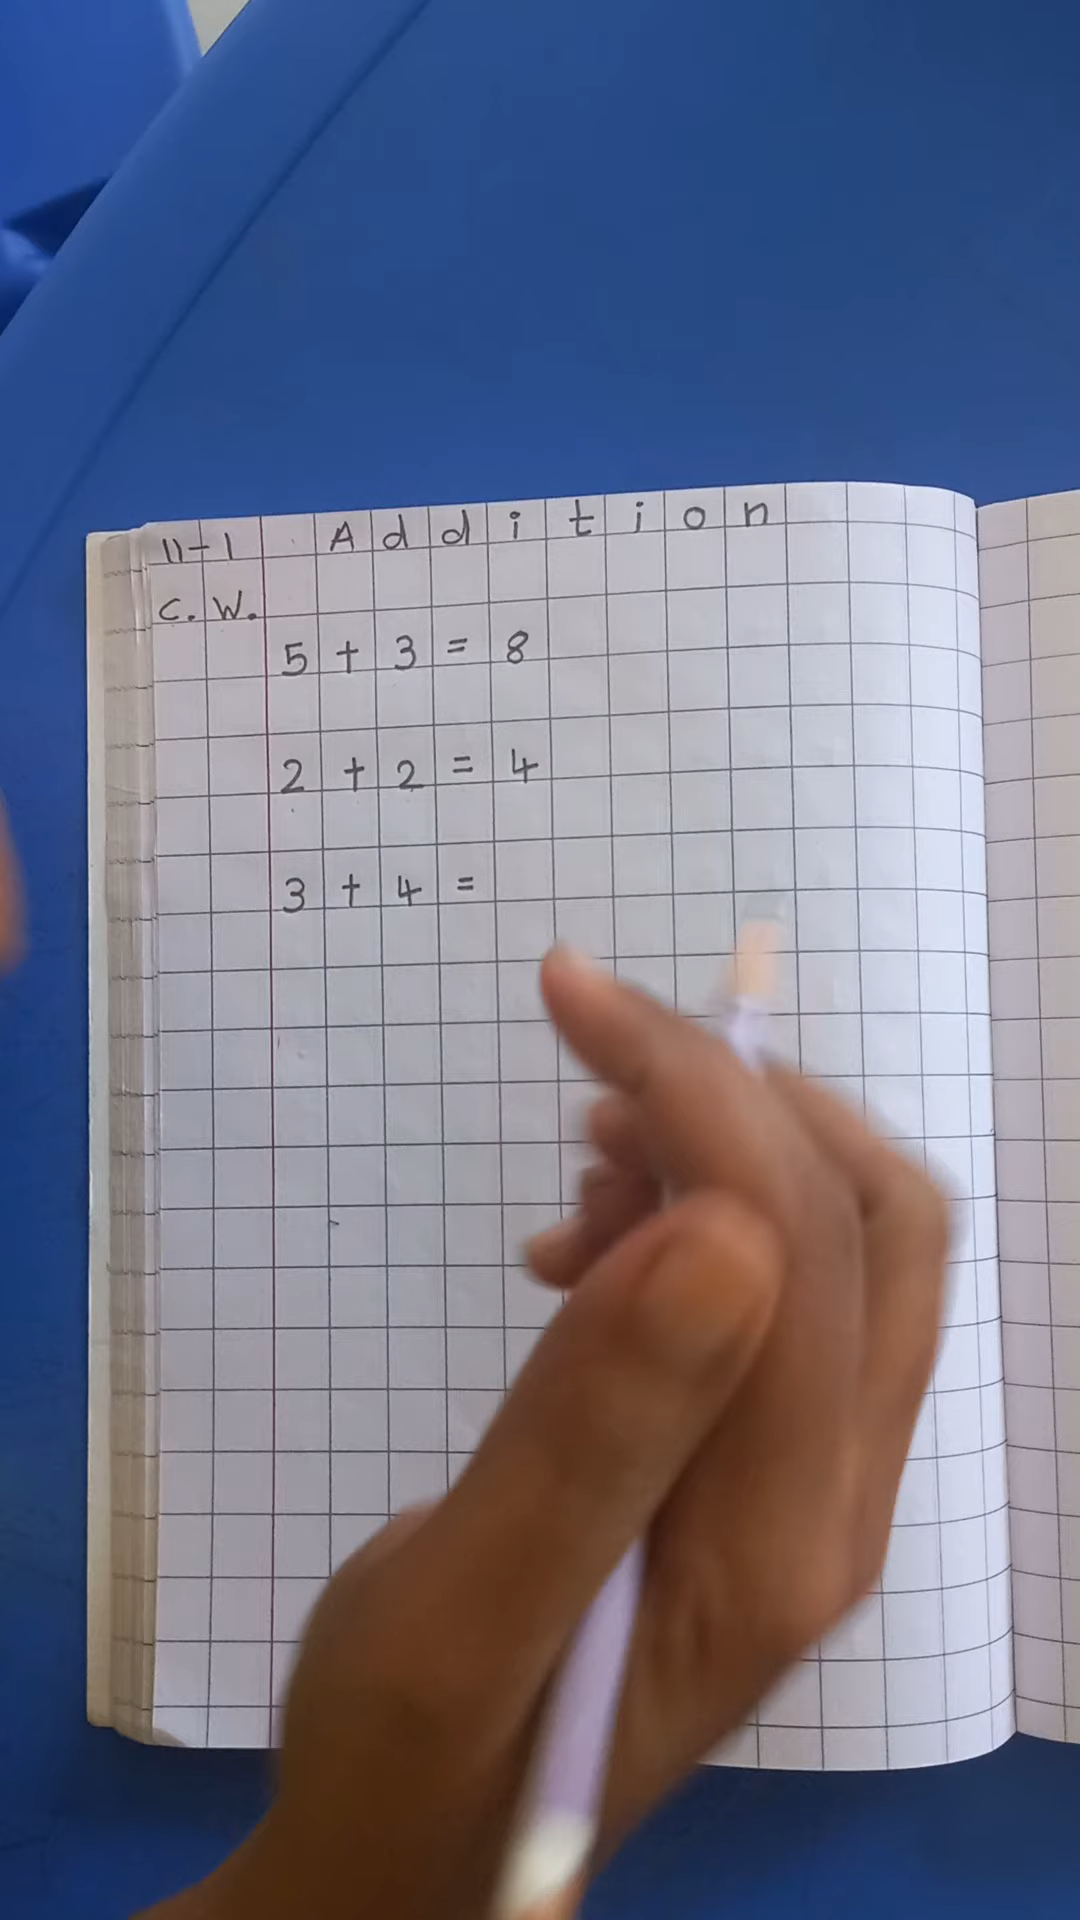 11-1 Addition
C.W.
5 + 3 = 8
2 + 2 = 4
3 + 4 =